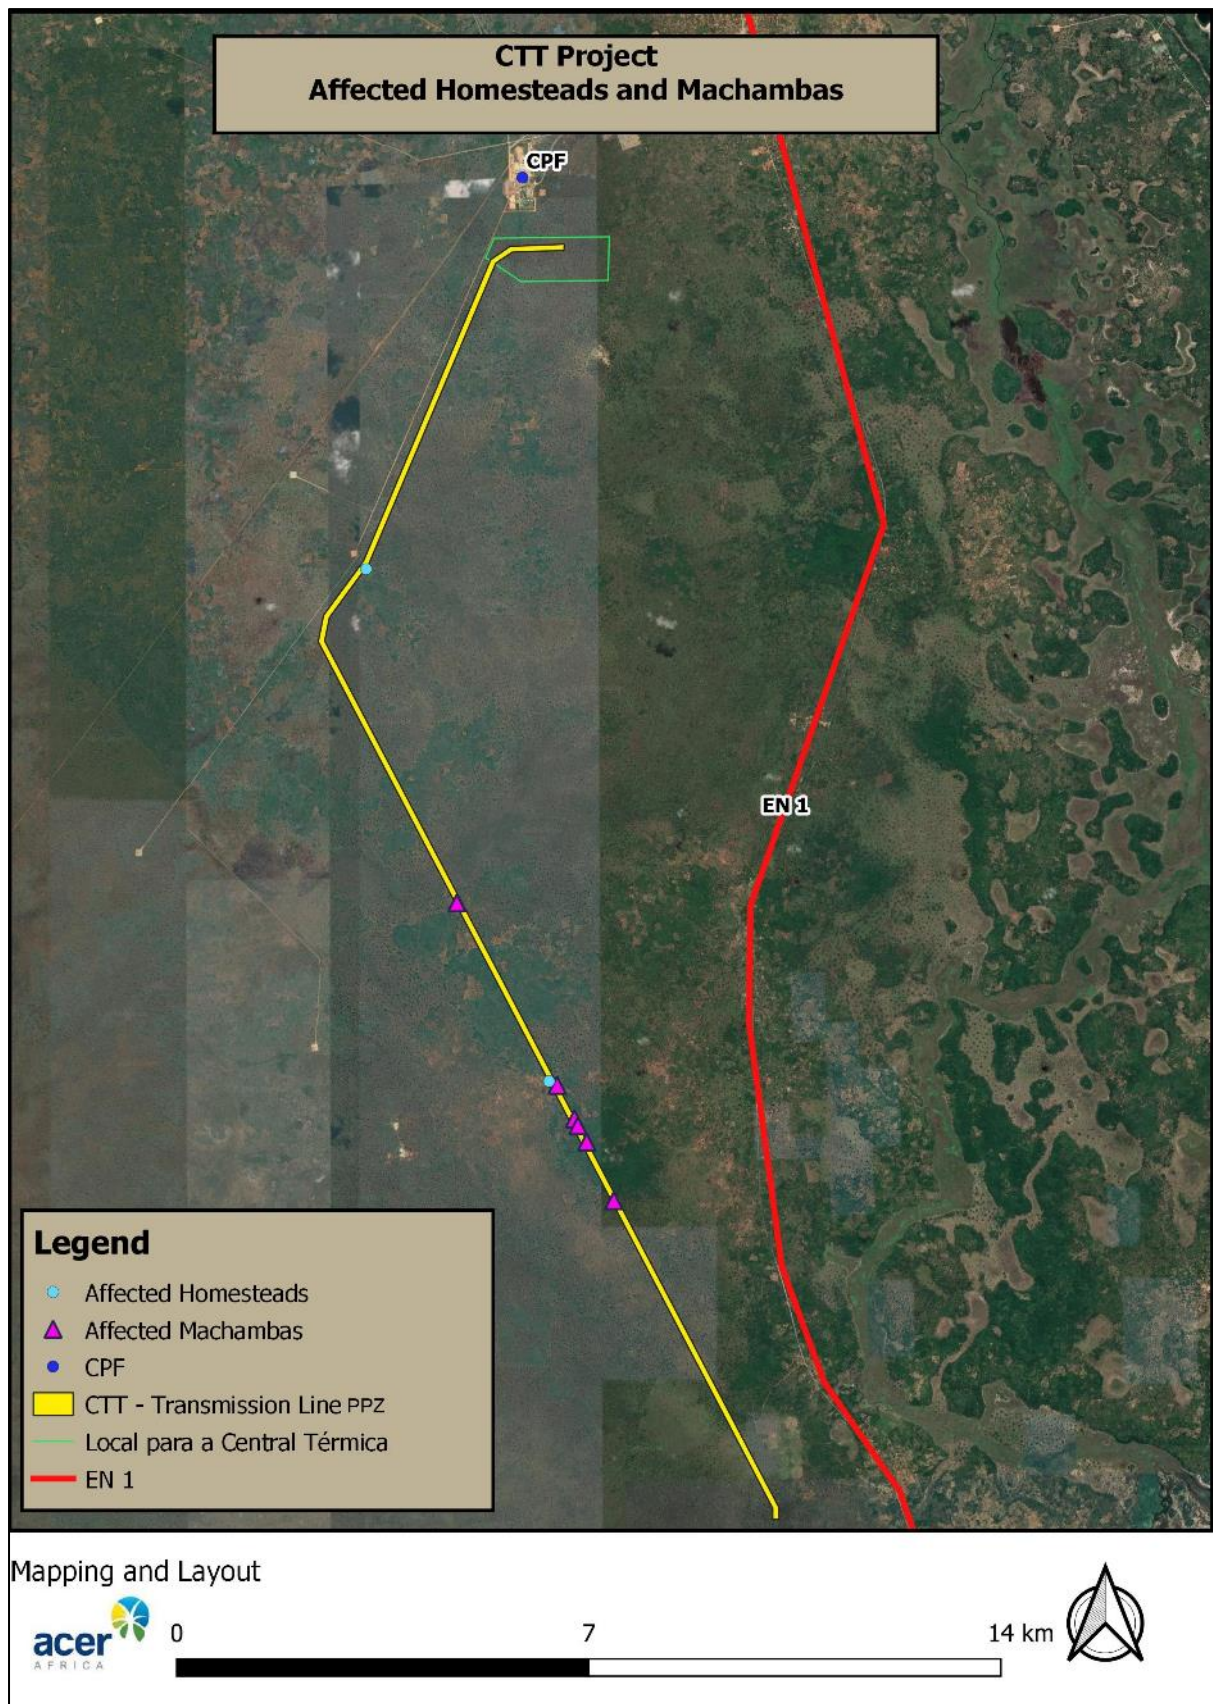 CTT Project
Affected Homesteads and Machambas
CPF
EN 1
Legend
Affected Homesteads
Affected Machambas
CPF
CTT - Transmission Line PPZ
Local para a Central Térmica
EN 1
Mapping and Layout
acer
AFRICA
0 7 14 km